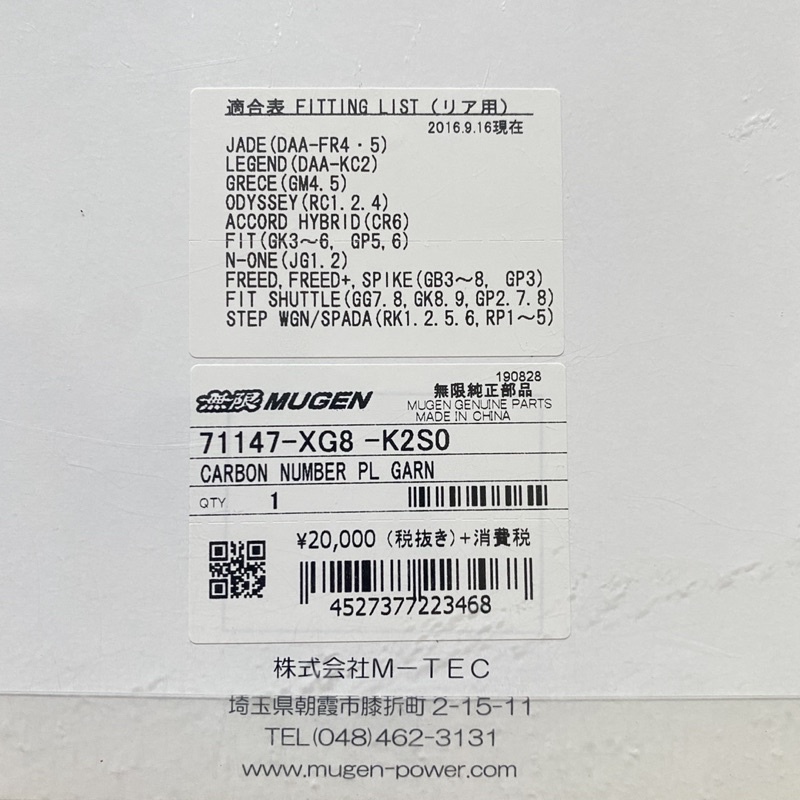 適合表 FITTING LIST (リア用)
2016.9.16現在
JADE(DAA-FR4・5)
LEGEND(DAA-KC2)
GRECE(GM4.5)
ODYSSEY(RC1.2.4)
ACCORD HYBRID(CR6)
FIT(GK3～6, GP5,6)
N-ONE(JG1.2)
FREED,FREED+,SPIKE(GB3～8, GP3)
FIT SHUTTLE(GG7.8,GK8.9,GP2.7.8)
STEP WGN/SPADA(RK1.2.5.6,RP1～5)
190828
無限 MUGEN 無限純正部品
MUGEN GENUINE PARTS
MADE IN CHINA
71147-XG8 -K2S0
CARBON NUMBER PL GARN
QTY 1
¥20,000 (税抜き)+消費税
4527377223468
株式会社M-TEC
埼玉県朝霞市膝折町2-15-11
TEL(048)462-3131
www.mugen-power.com